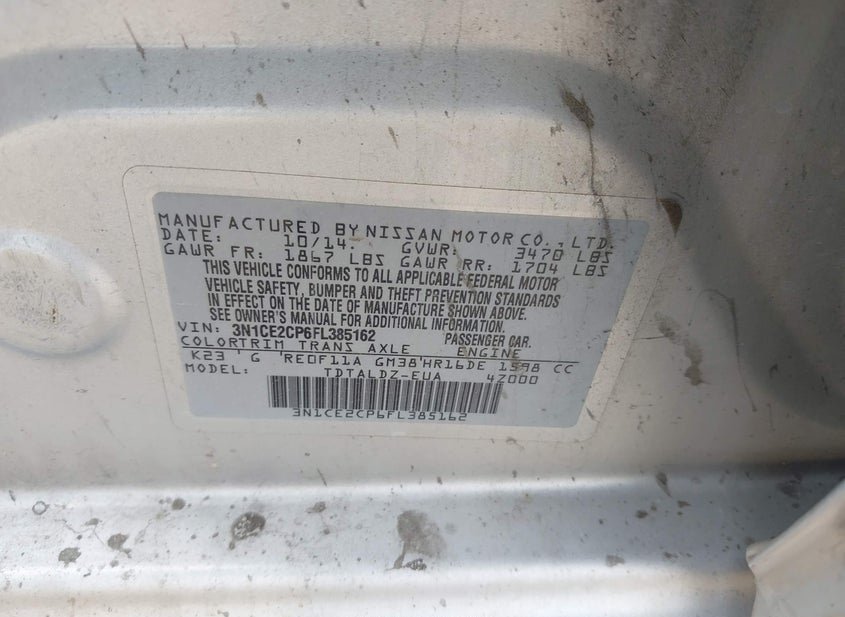 MANUFACTURED BY NISSAN MOTOR CO., LTD.
DATE: 10/14 GVWR: 3470 LBS
GAWR FR: 1867 LBS GAWR RR: 1704 LBS
THIS VEHICLE CONFORMS TO ALL APPLICABLE FEDERAL MOTOR
VEHICLE SAFETY, BUMPER AND THEFT PREVENTION STANDARDS
IN EFFECT ON THE DATE OF MANUFACTURE SHOWN ABOVE.
SEE OWNER'S MANUAL FOR ADDITIONAL INFORMATION.
VIN: 3N1CE2CP6FL385162 PASSENGER CAR.
COLOR TRIM TRANS AXLE ENGINE
K23 ' G 'RE0F11A GM38'HR16DE 1598 CC
MODEL: TDTALDZ-EUA 4Z000
3N1CE2CP6FL385162